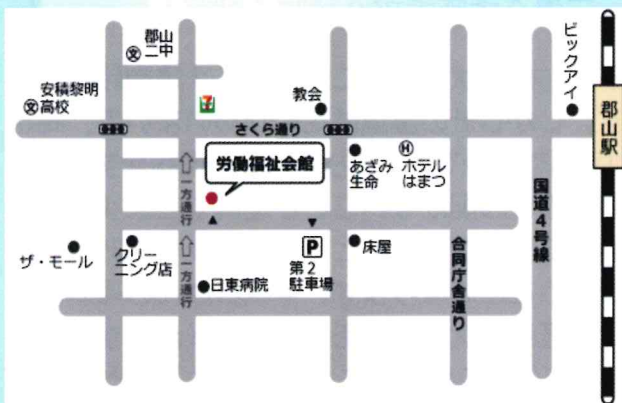 郡山
二中
安積黎明
高校
文
文
7
教会
さくら通り
ビックアイ
郡山駅
労働福祉会館
一方通行
あざみ
生命
H
ホテル
はまつ
国道4号線
ザ・モール
クリー
ニング店
一方通行
日東病院
P
第2
駐車場
床屋
合同庁舎通り